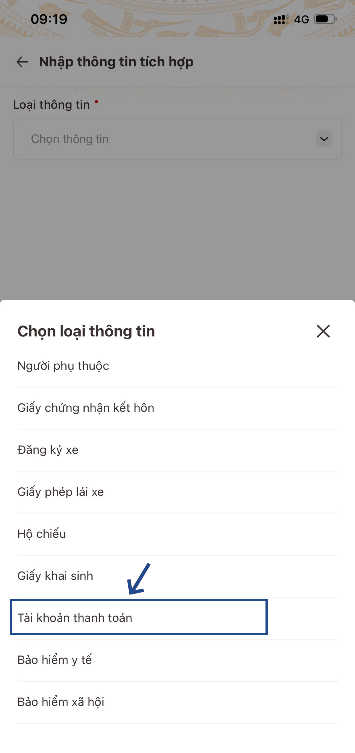 09:19
4G
Nhập thông tin tích hợp
Loại thông tin *
Chọn thông tin
Chọn loại thông tin
Người phụ thuộc
Giấy chứng nhận kết hôn
Đăng ký xe
Giấy phép lái xe
Hộ chiếu
Giấy khai sinh
Tài khoản thanh toán
Bảo hiểm y tế
Bảo hiểm xã hội